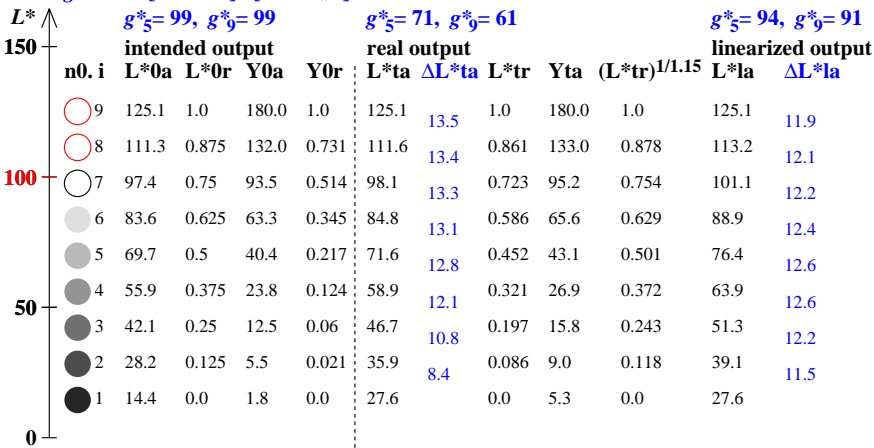 g*5= 99, g*9= 99 g*5= 71, g*9= 61 g*5= 94, g*9= 91
L*
150
intended output real output linearized output
n0. i L*0a L*0r Y0a Y0r L*ta ΔL*ta L*tr Yta (L*tr)1/1.15 L*la ΔL*la
9 125.1 1.0 180.0 1.0 125.1 1.0 180.0 1.0 125.1
13.5 11.9
8 111.3 0.875 132.0 0.731 111.6 0.861 133.0 0.878 113.2
13.4 12.1
100 7 97.4 0.75 93.5 0.514 98.1 0.723 95.2 0.754 101.1
13.3 12.2
6 83.6 0.625 63.3 0.345 84.8 0.586 65.6 0.629 88.9
13.1 12.4
5 69.7 0.5 40.4 0.217 71.6 0.452 43.1 0.501 76.4
12.8 12.6
4 55.9 0.375 23.8 0.124 58.9 0.321 26.9 0.372 63.9
50
12.1 12.6
3 42.1 0.25 12.5 0.06 46.7 0.197 15.8 0.243 51.3
10.8 12.2
2 28.2 0.125 5.5 0.021 35.9 0.086 9.0 0.118 39.1
8.4 11.5
1 14.4 0.0 1.8 0.0 27.6 0.0 5.3 0.0 27.6
0